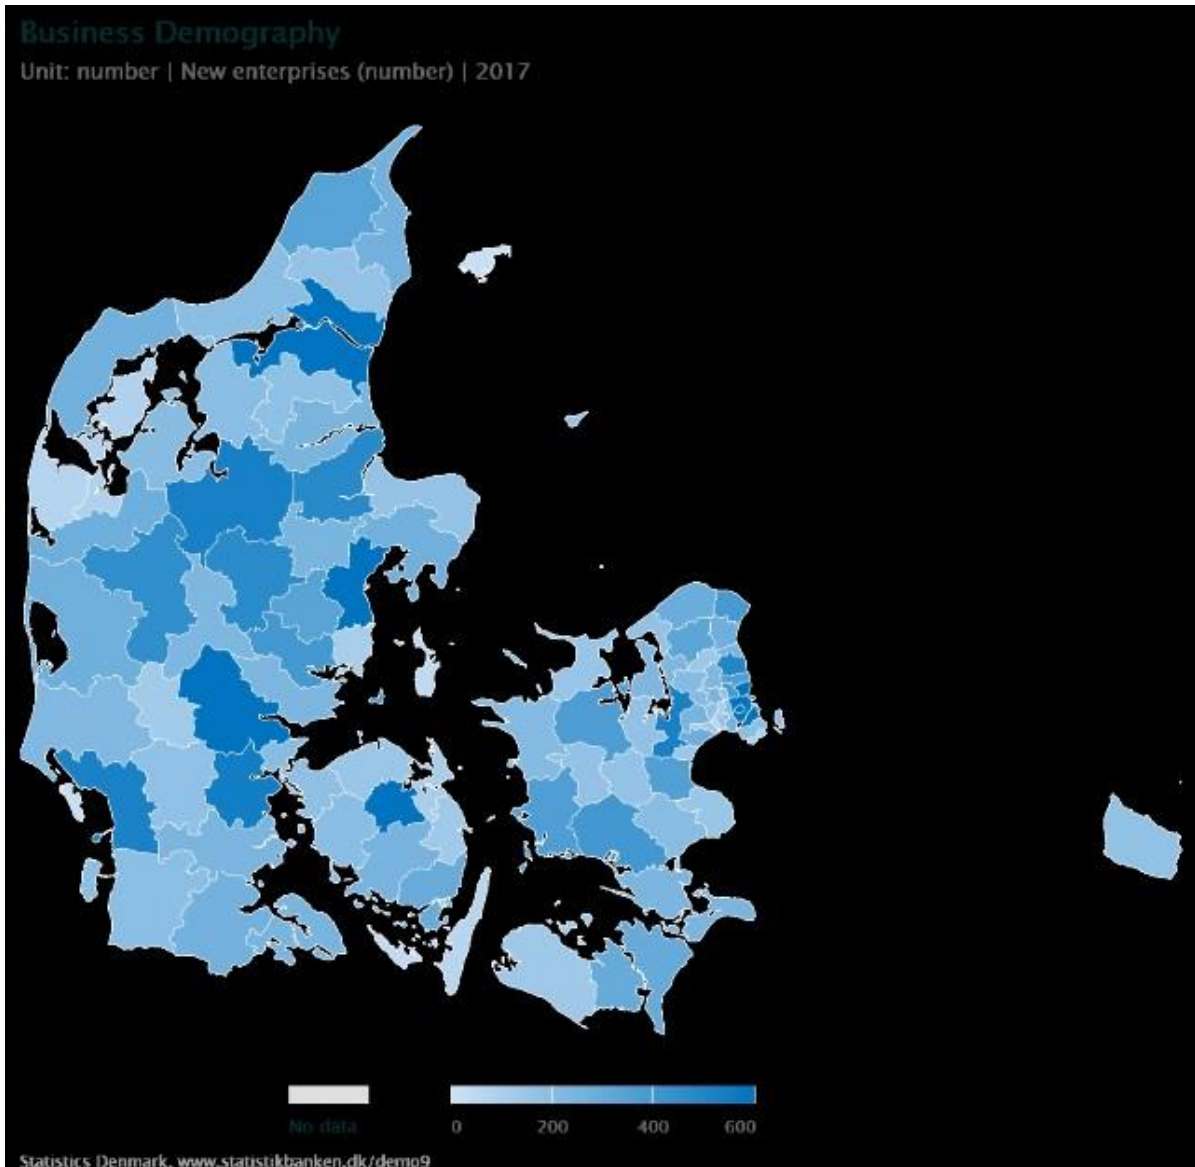 Business Demography
Unit: number | New enterprises (number) | 2017
No data
0 200 400 600
Statistics Denmark, www.statistikbanken.dk/demo9